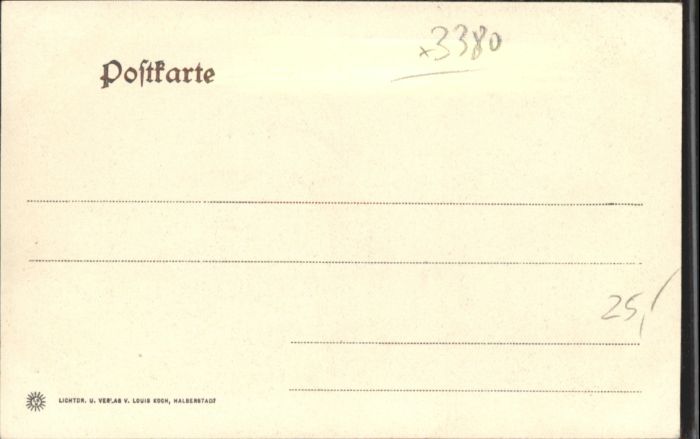 x3380
Postkarte
25,
LICHTDR. U. VERLAG V. LOUIS KOCH, HALBERSTADT